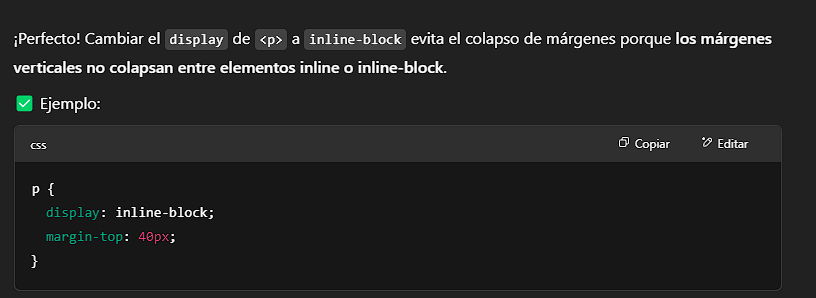 ¡Perfecto! Cambiar el display de <p> a inline-block evita el colapso de márgenes porque los márgenes
verticales no colapsan entre elementos inline o inline-block.
✅ Ejemplo:
css Copiar Editar
p {
  display: inline-block;
  margin-top: 40px;
}